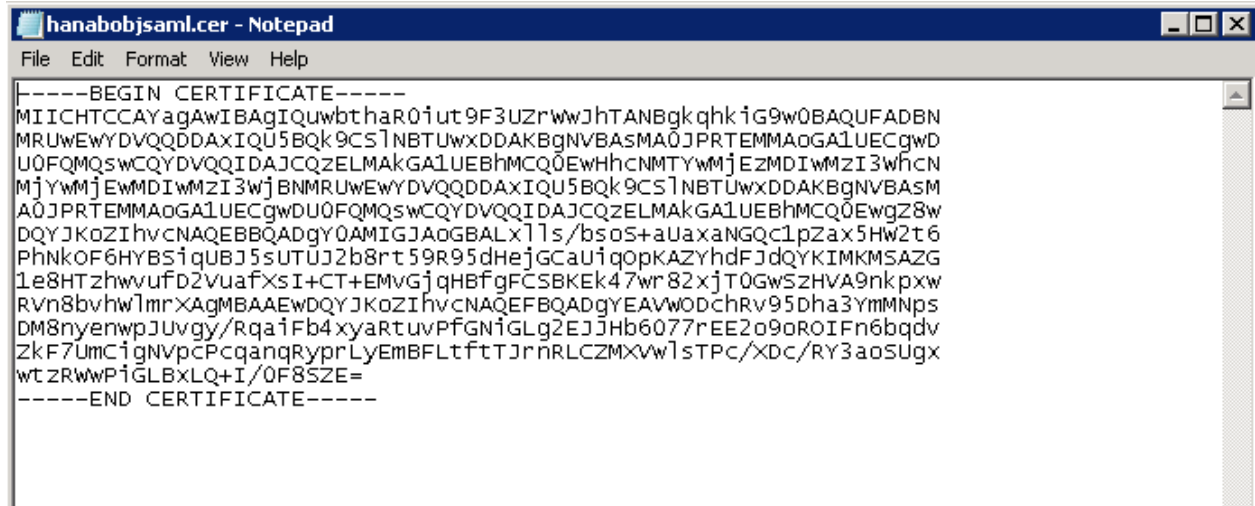 hanabobjsaml.cer - Notepad
File Edit Format View Help
-----BEGIN CERTIFICATE-----
MIICHTCCAYagAwIBAgIQuwbthaR0iut9F3UZrWwJhTANBgkqhkiG9w0BAQUFADBN
MRUwEwYDVQQDDAxIQU5BQk9CSlNBTUwxDDAKBgNVBAsMA0JPRTEMMAoGA1UECgwD
U0FQMQswCQYDVQQIDAJCQzELMAkGA1UEBhMCQ0EwHhcNMTYwMjEzMDIwMzI3WhcN
MjYwMjEwMDIwMzI3WjBNMRUwEwYDVQQDDAxIQU5BQk9CSlNBTUwxDDAKBgNVBAsM
A0JPRTEMMAoGA1UECgwDU0FQMQswCQYDVQQIDAJCQzELMAkGA1UEBhMCQ0EwgZ8w
DQYJKoZIhvcNAQEBBQADgY0AMIGJAoGBALxlls/bsoS+aUaxaNGQc1pZax5HW2t6
PhNkOF6HYBSiqUBJ5sUTUJ2b8rt59R95dHejGCaUiqOpKAZYhdFJdQYKIMKMSAZG
1e8HTzhwvufD2VuafXsI+CT+EMvGjqHBfgFCSBKEk47wr82xjT0GwSzHVA9nkpxw
RVn8bvhWlmrXAgMBAAEwDQYJKoZIhvcNAQEFBQADgYEAVWODchRv95Dha3YmMNps
DM8nyenwpJUvgy/RqaiFb4xyaRtuvPfGNiGLg2EJJHb6077rEE2o9oROIFn6bqdv
ZkF7UmCigNVpcPcqanqRyprLyEmBFLtftTJrnRLCZMXVwlsTPc/XDc/RY3aoSUgx
wtzRWwPiGLBxLQ+I/0F8SZE=
-----END CERTIFICATE-----